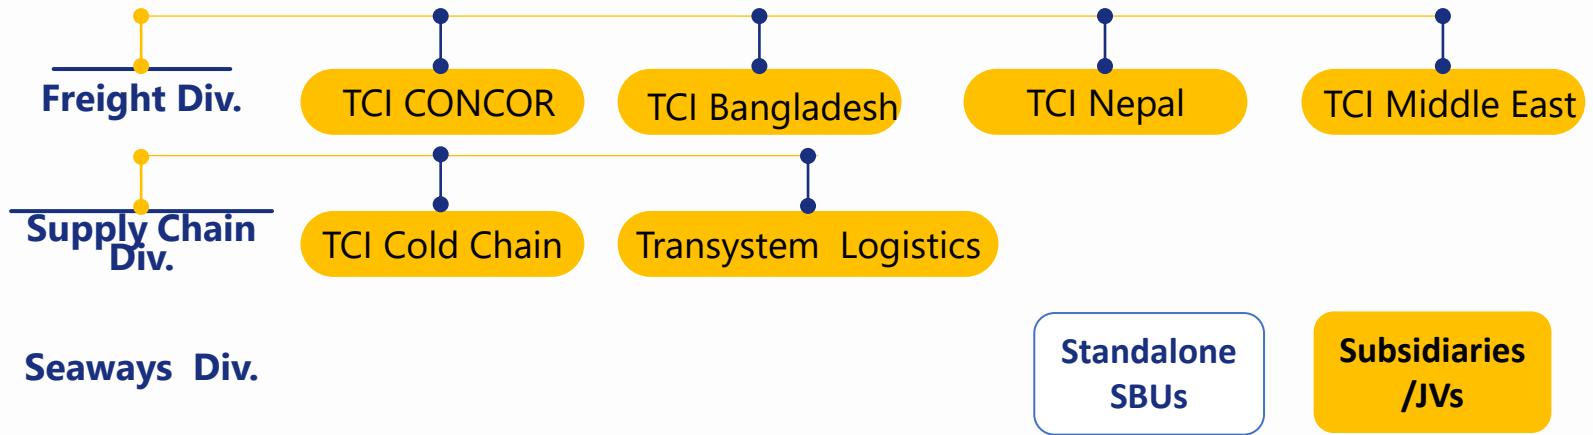 Freight Div.
TCI CONCOR
TCI Bangladesh
TCI Nepal
TCI Middle East
Supply Chain
Div.
TCI Cold Chain
Transystem Logistics
Seaways Div.
Standalone
SBUs
Subsidiaries
/JVs